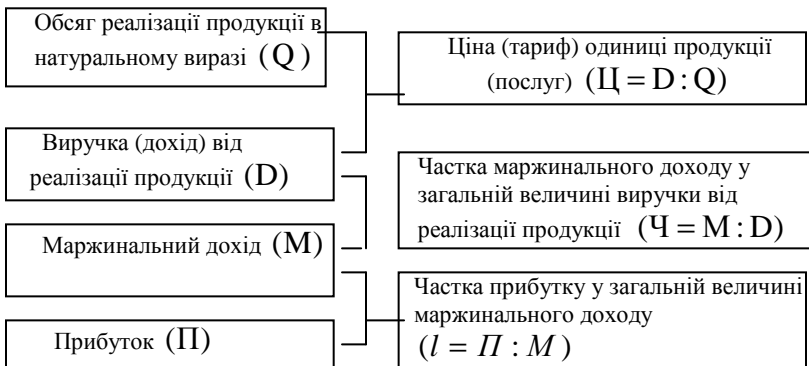 Обсяг реалізації продукції в
натуральному виразі (Q)
Ціна (тариф) одиниці продукції
(послуг) (Ц = D : Q)
Виручка (дохід) від
реалізації продукції (D)
Частка маржинального доходу у
загальній величині виручки від
реалізації продукції (Ч = M : D)
Маржинальний дохід (M)
Частка прибутку у загальній величині
маржинального доходу
(l = П : M)
Прибуток (П)